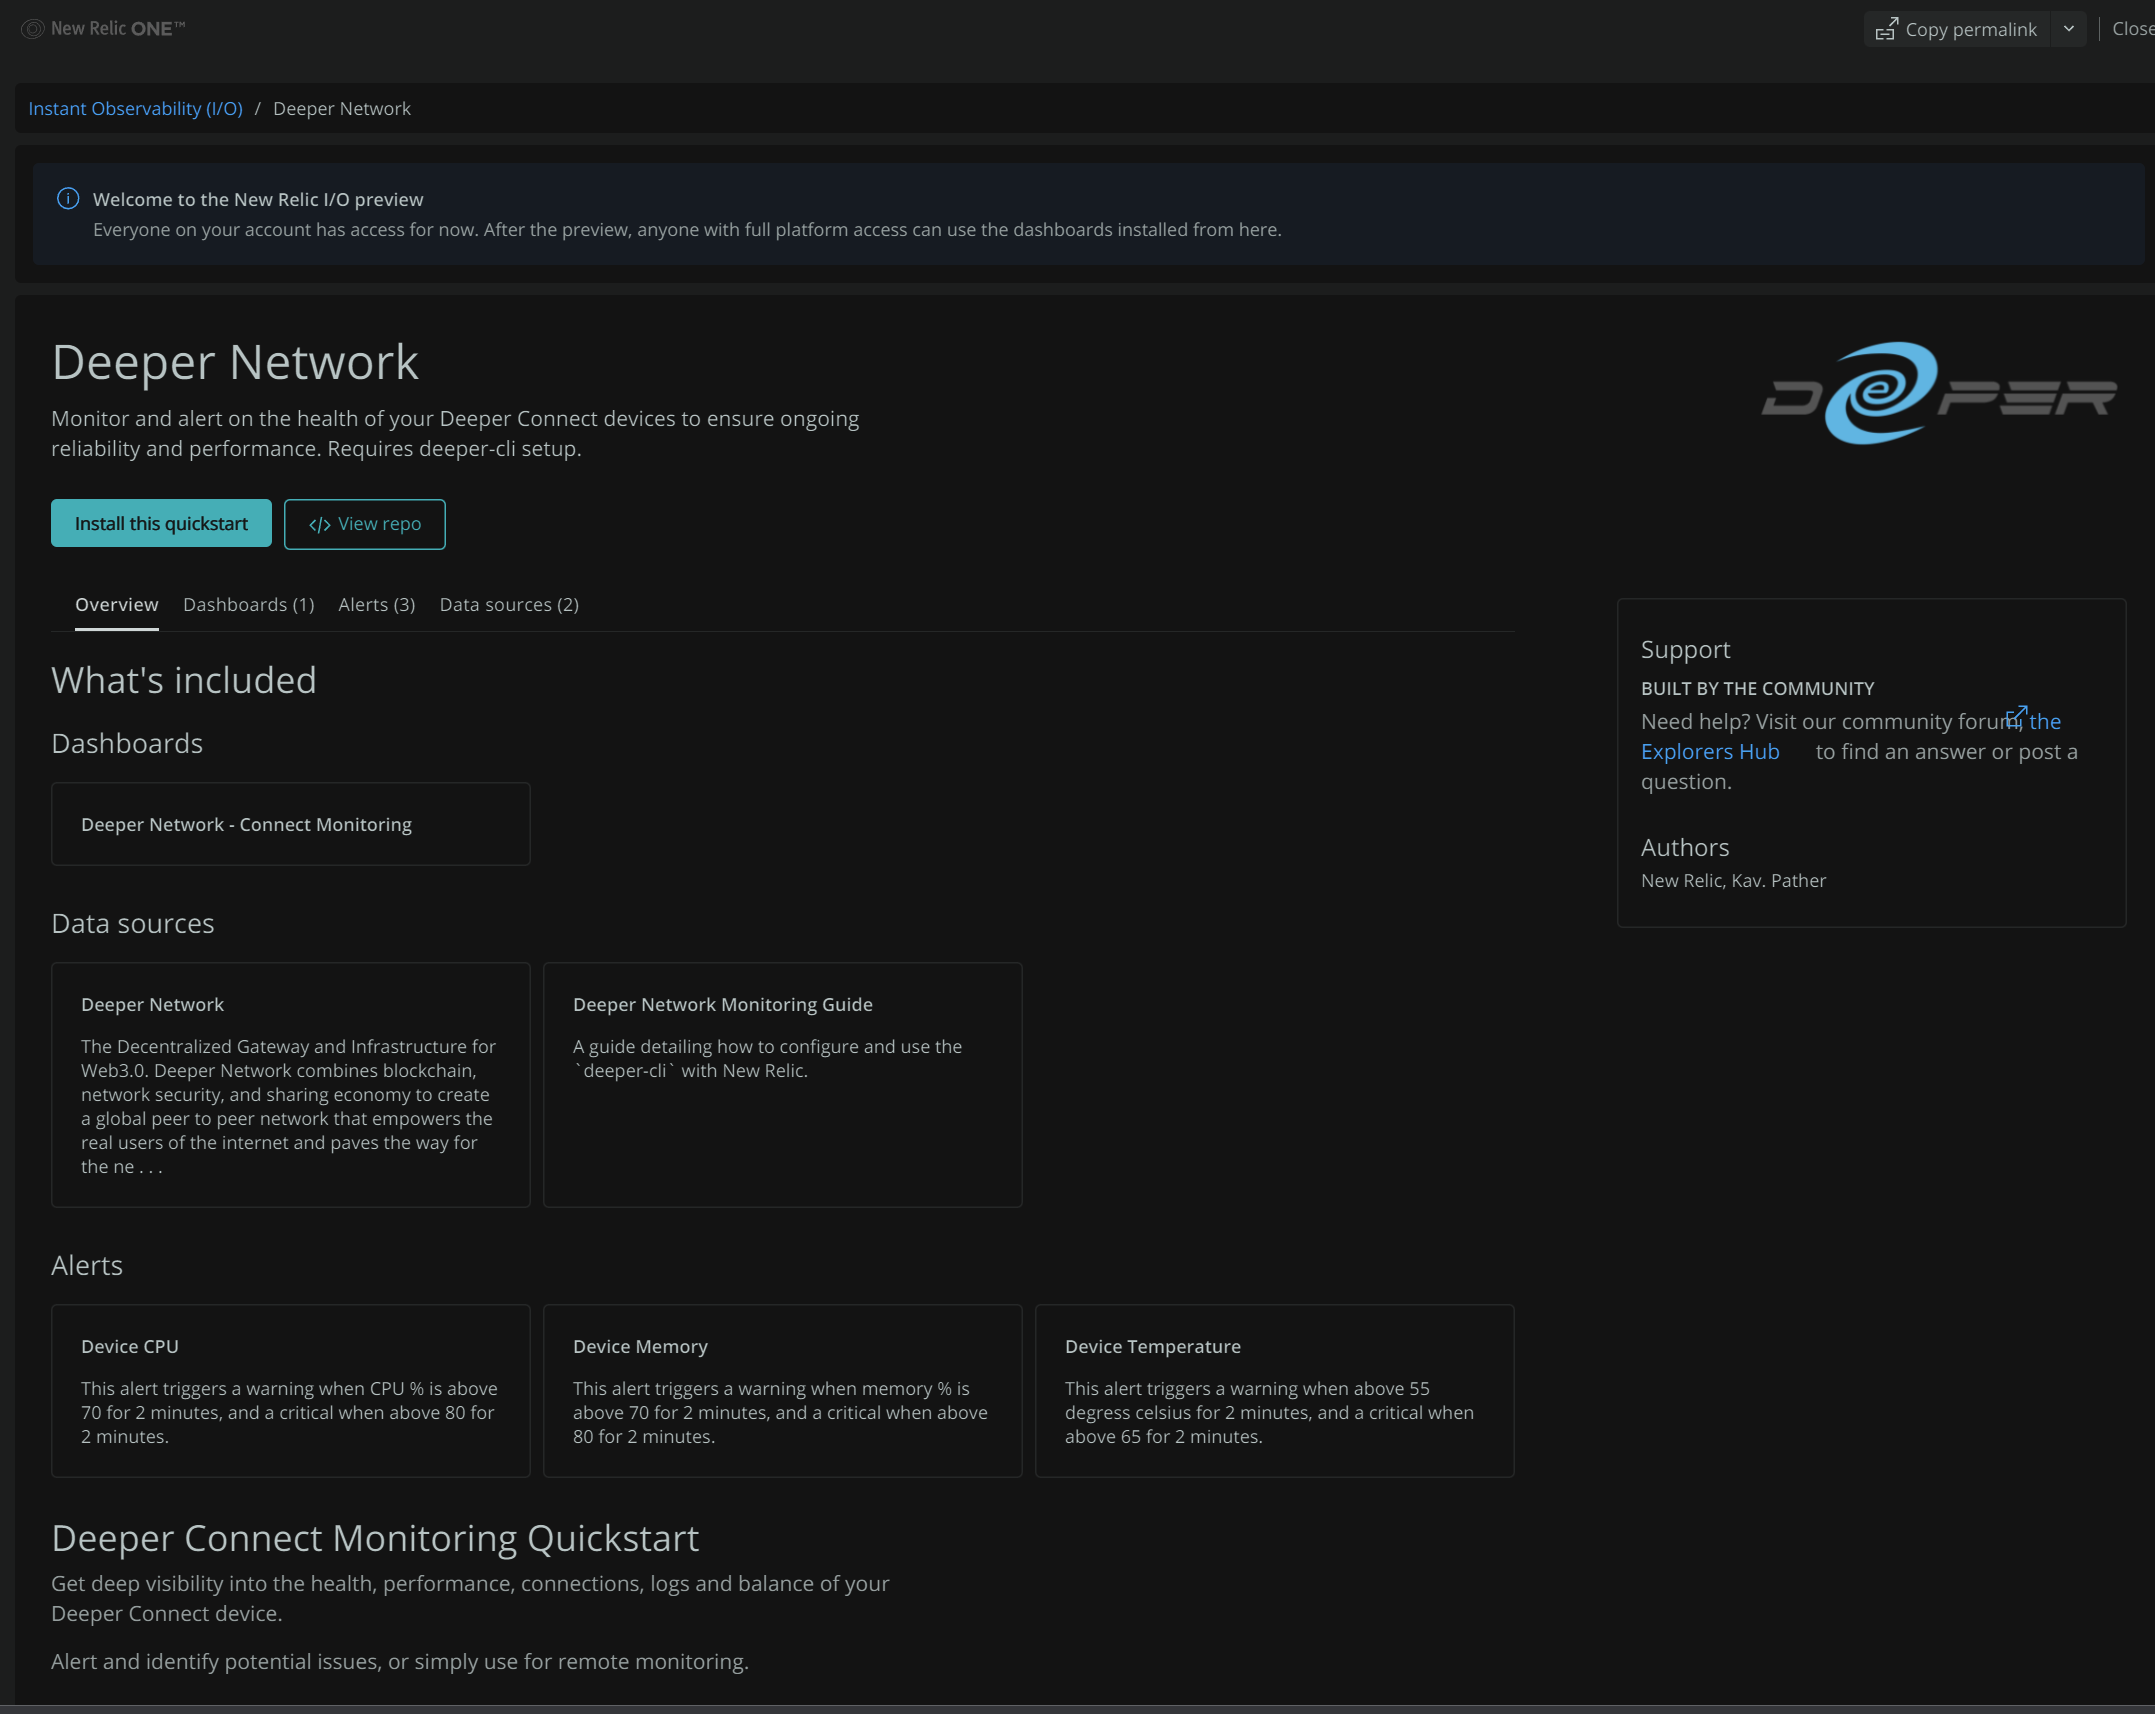 New Relic ONE™
Copy permalink
Close
Instant Observability (I/O) / Deeper Network
Welcome to the New Relic I/O preview
Everyone on your account has access for now. After the preview, anyone with full platform access can use the dashboards installed from here.
Deeper Network
Monitor and alert on the health of your Deeper Connect devices to ensure ongoing
reliability and performance. Requires deeper-cli setup.
DEEPER
Install this quickstart
</> View repo
Overview Dashboards (1) Alerts (3) Data sources (2)
What's included
Dashboards
Deeper Network - Connect Monitoring
Data sources
Deeper Network
The Decentralized Gateway and Infrastructure for
Web3.0. Deeper Network combines blockchain,
network security, and sharing economy to create
a global peer to peer network that empowers the
real users of the internet and paves the way for
the ne . . .
Deeper Network Monitoring Guide
A guide detailing how to configure and use the
`deeper-cli` with New Relic.
Alerts
Device CPU
This alert triggers a warning when CPU % is above
70 for 2 minutes, and a critical when above 80 for
2 minutes.
Device Memory
This alert triggers a warning when memory % is
above 70 for 2 minutes, and a critical when above
80 for 2 minutes.
Device Temperature
This alert triggers a warning when above 55
degress celsius for 2 minutes, and a critical when
above 65 for 2 minutes.
Deeper Connect Monitoring Quickstart
Get deep visibility into the health, performance, connections, logs and balance of your
Deeper Connect device.
Alert and identify potential issues, or simply use for remote monitoring.
Support
BUILT BY THE COMMUNITY
Need help? Visit our community forum, the
Explorers Hub to find an answer or post a
question.
Authors
New Relic, Kav. Pather